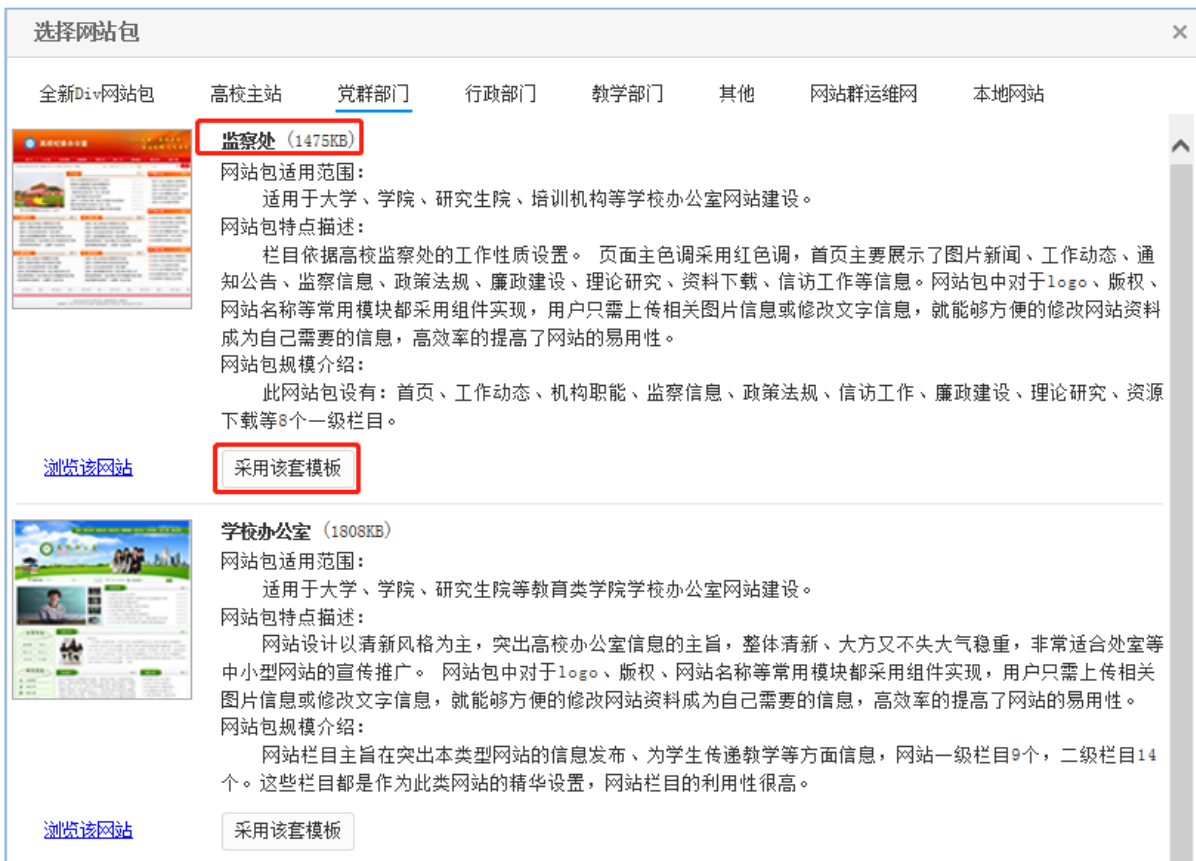 选择网站包
×
全新Div网站包 高校主站 党群部门 行政部门 教学部门 其他 网站群运维网 本地网站
监察处（1475KB）
网站包适用范围：
适用于大学、学院、研究生院、培训机构等学校办公室网站建设。
网站包特点描述：
栏目依据高校监察处的工作性质设置。 页面主色调采用红色调，首页主要展示了图片新闻、工作动态、通
知公告、监察信息、政策法规、廉政建设、理论研究、资料下载、信访工作等信息。网站包中对于logo、版权、
网站名称等常用模块都采用组件实现，用户只需上传相关图片信息或修改文字信息，就能够方便的修改网站资料
成为自己需要的信息，高效率的提高了网站的易用性。
网站包规模介绍：
此网站包设有：首页、工作动态、机构职能、监察信息、政策法规、信访工作、廉政建设、理论研究、资源
下载等8个一级栏目。
浏览该网站 采用该套模板
学校办公室（1808KB）
网站包适用范围：
适用于大学、学院、研究生院等教育类学院学校办公室网站建设。
网站包特点描述：
网站设计以清新风格为主，突出高校办公室信息的主旨，整体清新、大方又不失大气稳重，非常适合处室等
中小型网站的宣传推广。 网站包中对于logo、版权、网站名称等常用模块都采用组件实现，用户只需上传相关
图片信息或修改文字信息，就能够方便的修改网站资料成为自己需要的信息，高效率的提高了网站的易用性。
网站包规模介绍：
网站栏目主旨在突出本类型网站的信息发布、为学生传递教学等方面信息，网站一级栏目9个，二级栏目14
个。这些栏目都是作为此类网站的精华设置，网站栏目的利用性很高。
浏览该网站 采用该套模板